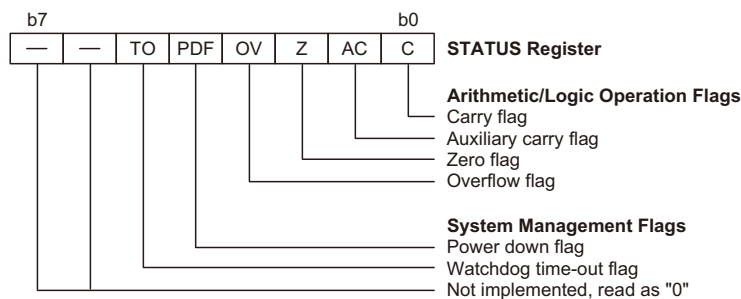 b7 b0
— — TO PDF OV Z AC C STATUS Register
Arithmetic/Logic Operation Flags
Carry flag
Auxiliary carry flag
Zero flag
Overflow flag
System Management Flags
Power down flag
Watchdog time-out flag
Not implemented, read as "0"